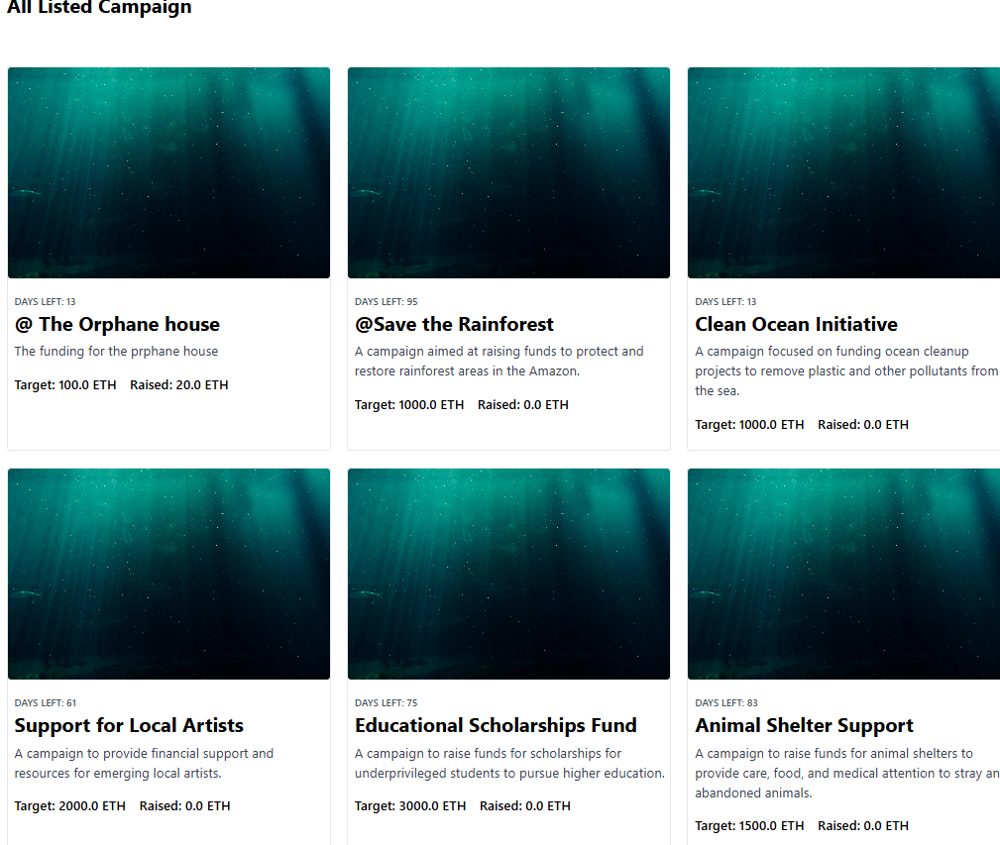 All Listed Campaign
DAYS LEFT: 13
@ The Orphane house
The funding for the prphane house
Target: 100.0 ETH Raised: 20.0 ETH
DAYS LEFT: 95
@Save the Rainforest
A campaign aimed at raising funds to protect and
restore rainforest areas in the Amazon.
Target: 1000.0 ETH Raised: 0.0 ETH
DAYS LEFT: 13
Clean Ocean Initiative
A campaign focused on funding ocean cleanup
projects to remove plastic and other pollutants from
the sea.
Target: 1000.0 ETH Raised: 0.0 ETH
DAYS LEFT: 61
Support for Local Artists
A campaign to provide financial support and
resources for emerging local artists.
Target: 2000.0 ETH Raised: 0.0 ETH
DAYS LEFT: 75
Educational Scholarships Fund
A campaign to raise funds for scholarships for
underprivileged students to pursue higher education.
Target: 3000.0 ETH Raised: 0.0 ETH
DAYS LEFT: 83
Animal Shelter Support
A campaign to raise funds for animal shelters to
provide care, food, and medical attention to stray an
abandoned animals.
Target: 1500.0 ETH Raised: 0.0 ETH